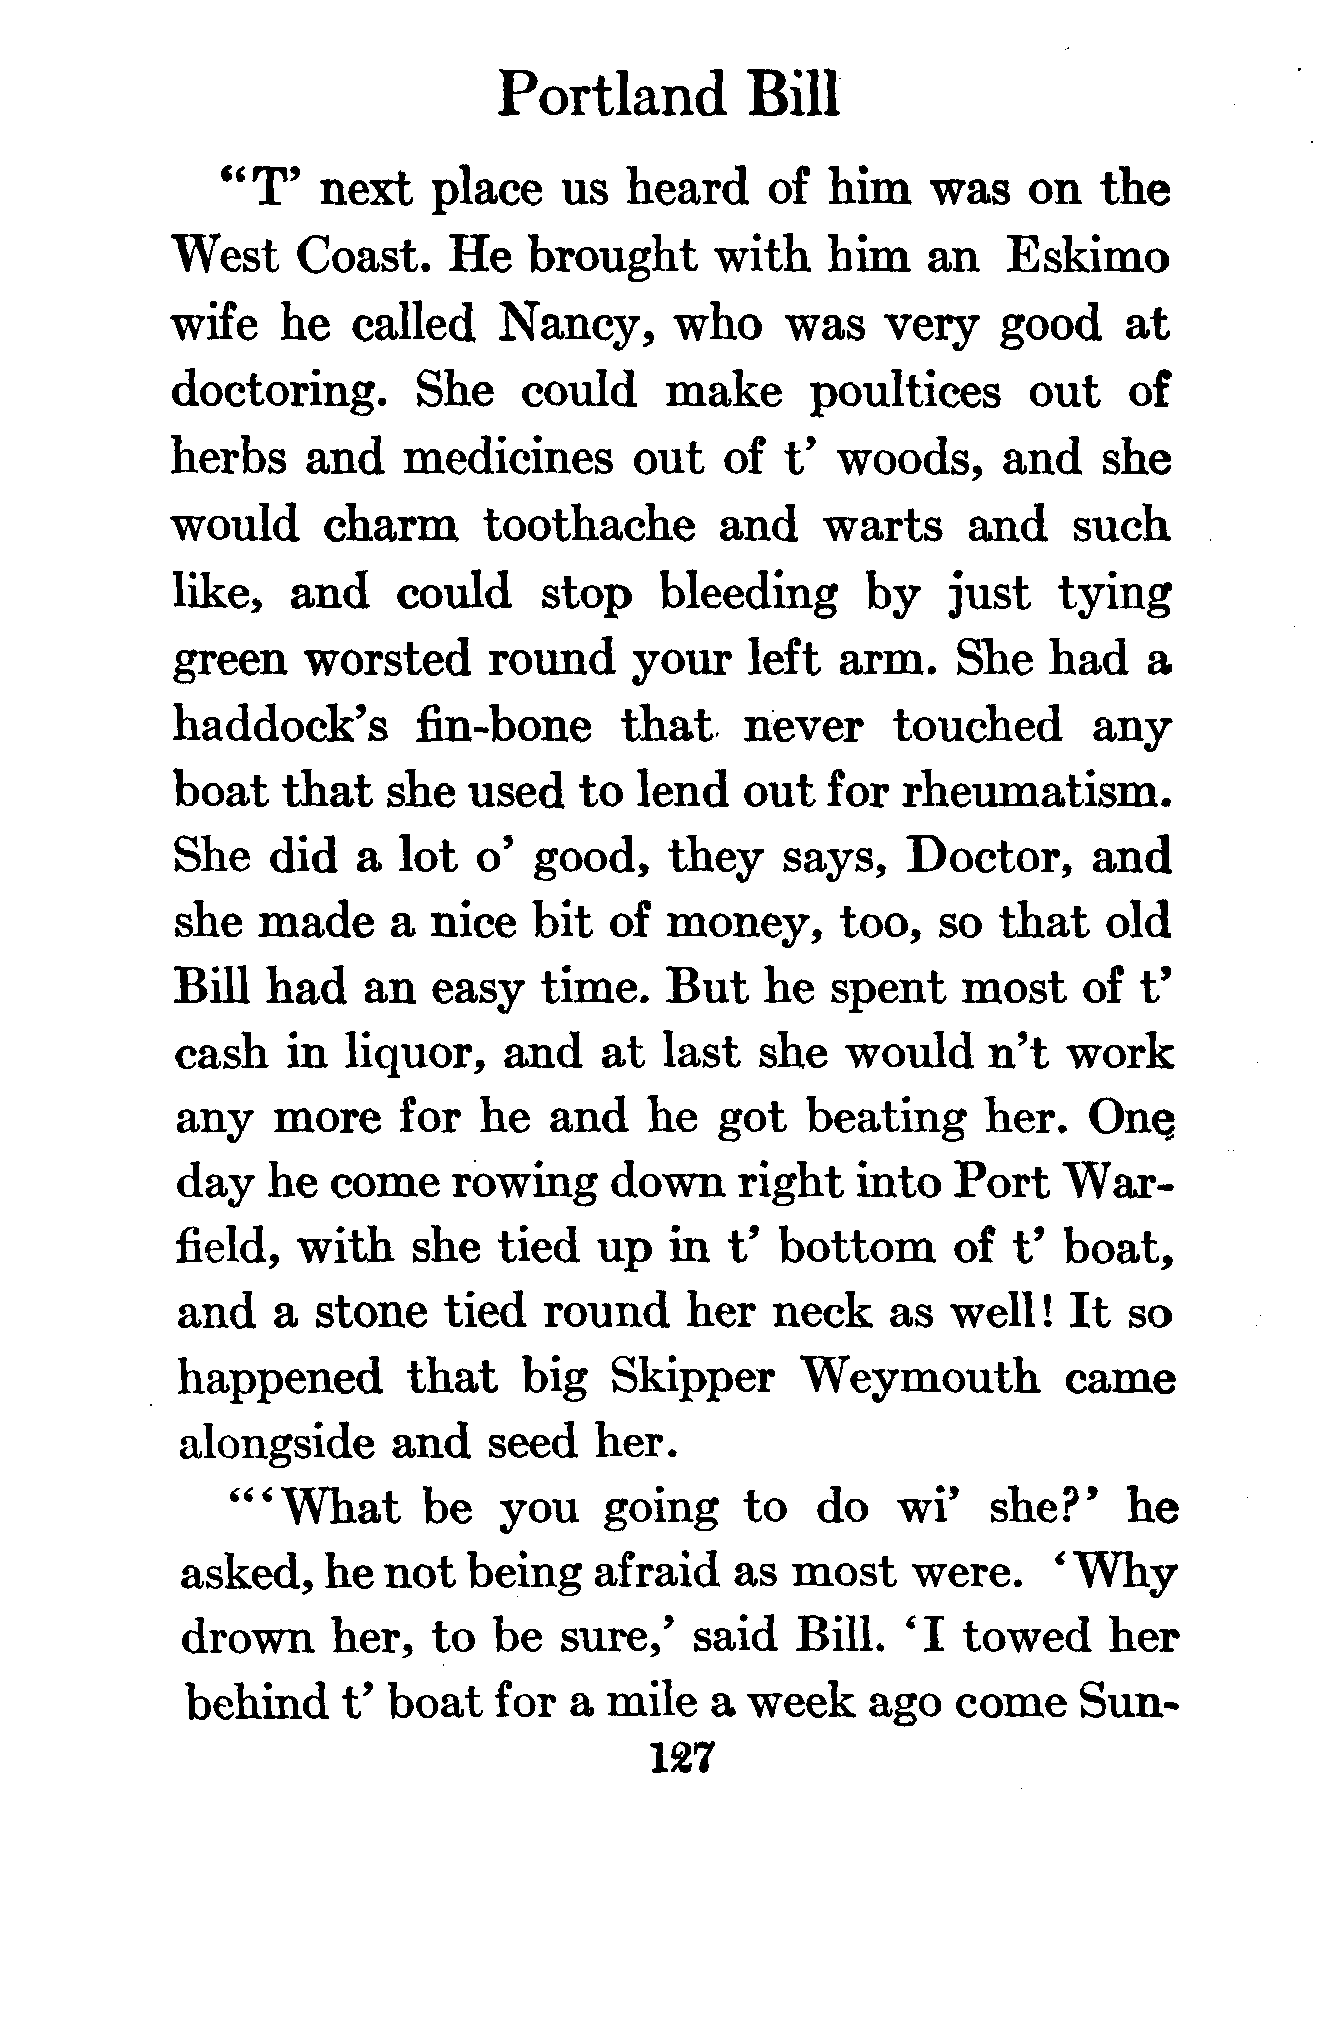 Portland Bill
"T' next place us heard of him was on the
West Coast. He brought with him an Eskimo
wife he called Nancy, who was very good at
doctoring. She could make poultices out of
herbs and medicines out of t' woods, and she
would charm toothache and warts and such
like, and could stop bleeding by just tying
green worsted round your left arm. She had a
haddock's fin-bone that never touched any
boat that she used to lend out for rheumatism.
She did a lot o' good, they says, Doctor, and
she made a nice bit of money, too, so that old
Bill had an easy time. But he spent most of t'
cash in liquor, and at last she would n't work
any more for he and he got beating her. One
day he come rowing down right into Port War-
field, with she tied up in t' bottom of t' boat,
and a stone tied round her neck as well! It so
happened that big Skipper Weymouth came
alongside and seed her.
"'What be you going to do wi' she?' he
asked, he not being afraid as most were. 'Why
drown her, to be sure,' said Bill. 'I towed her
behind t' boat for a mile a week ago come Sun-
127